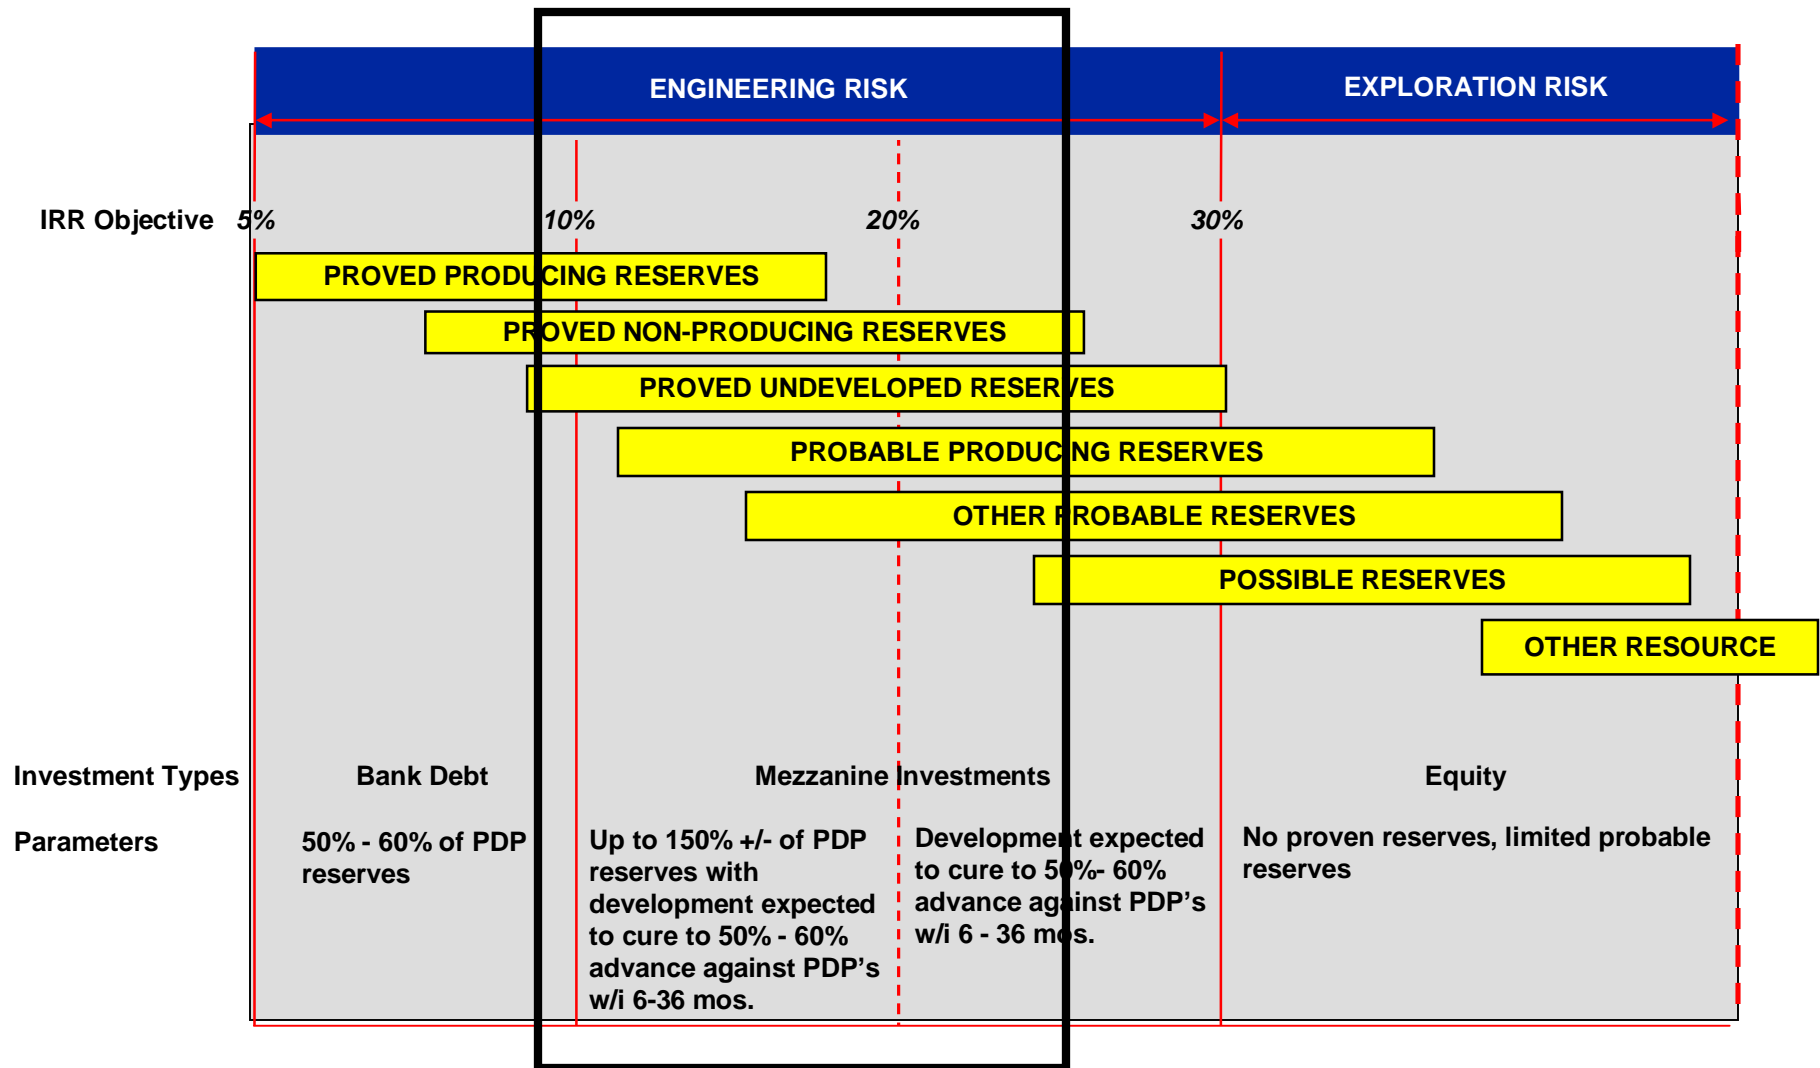 ENGINEERING RISK
EXPLORATION RISK
IRR Objective
5%
10%
20%
30%
PROVED PRODUCING RESERVES
PROVED NON-PRODUCING RESERVES
PROVED UNDEVELOPED RESERVES
PROBABLE PRODUCING RESERVES
OTHER PROBABLE RESERVES
POSSIBLE RESERVES
OTHER RESOURCE
Investment Types
Bank Debt
Mezzanine Investments
Equity
Parameters
50% - 60% of PDP
reserves
Up to 150% +/- of PDP
reserves with
development expected
to cure to 50% - 60%
advance against PDP’s
w/i 6-36 mos.
Development expected
to cure to 50%- 60%
advance against PDP’s
w/i 6 - 36 mos.
No proven reserves, limited probable
reserves